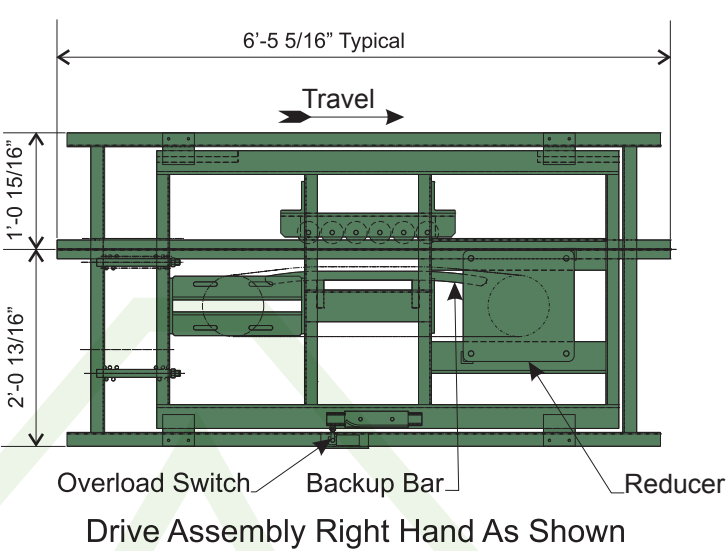 6'-5 5/16” Typical
Travel
1'-0 15/16”
2'-0 13/16”
Overload Switch
Backup Bar
Reducer
Drive Assembly Right Hand As Shown